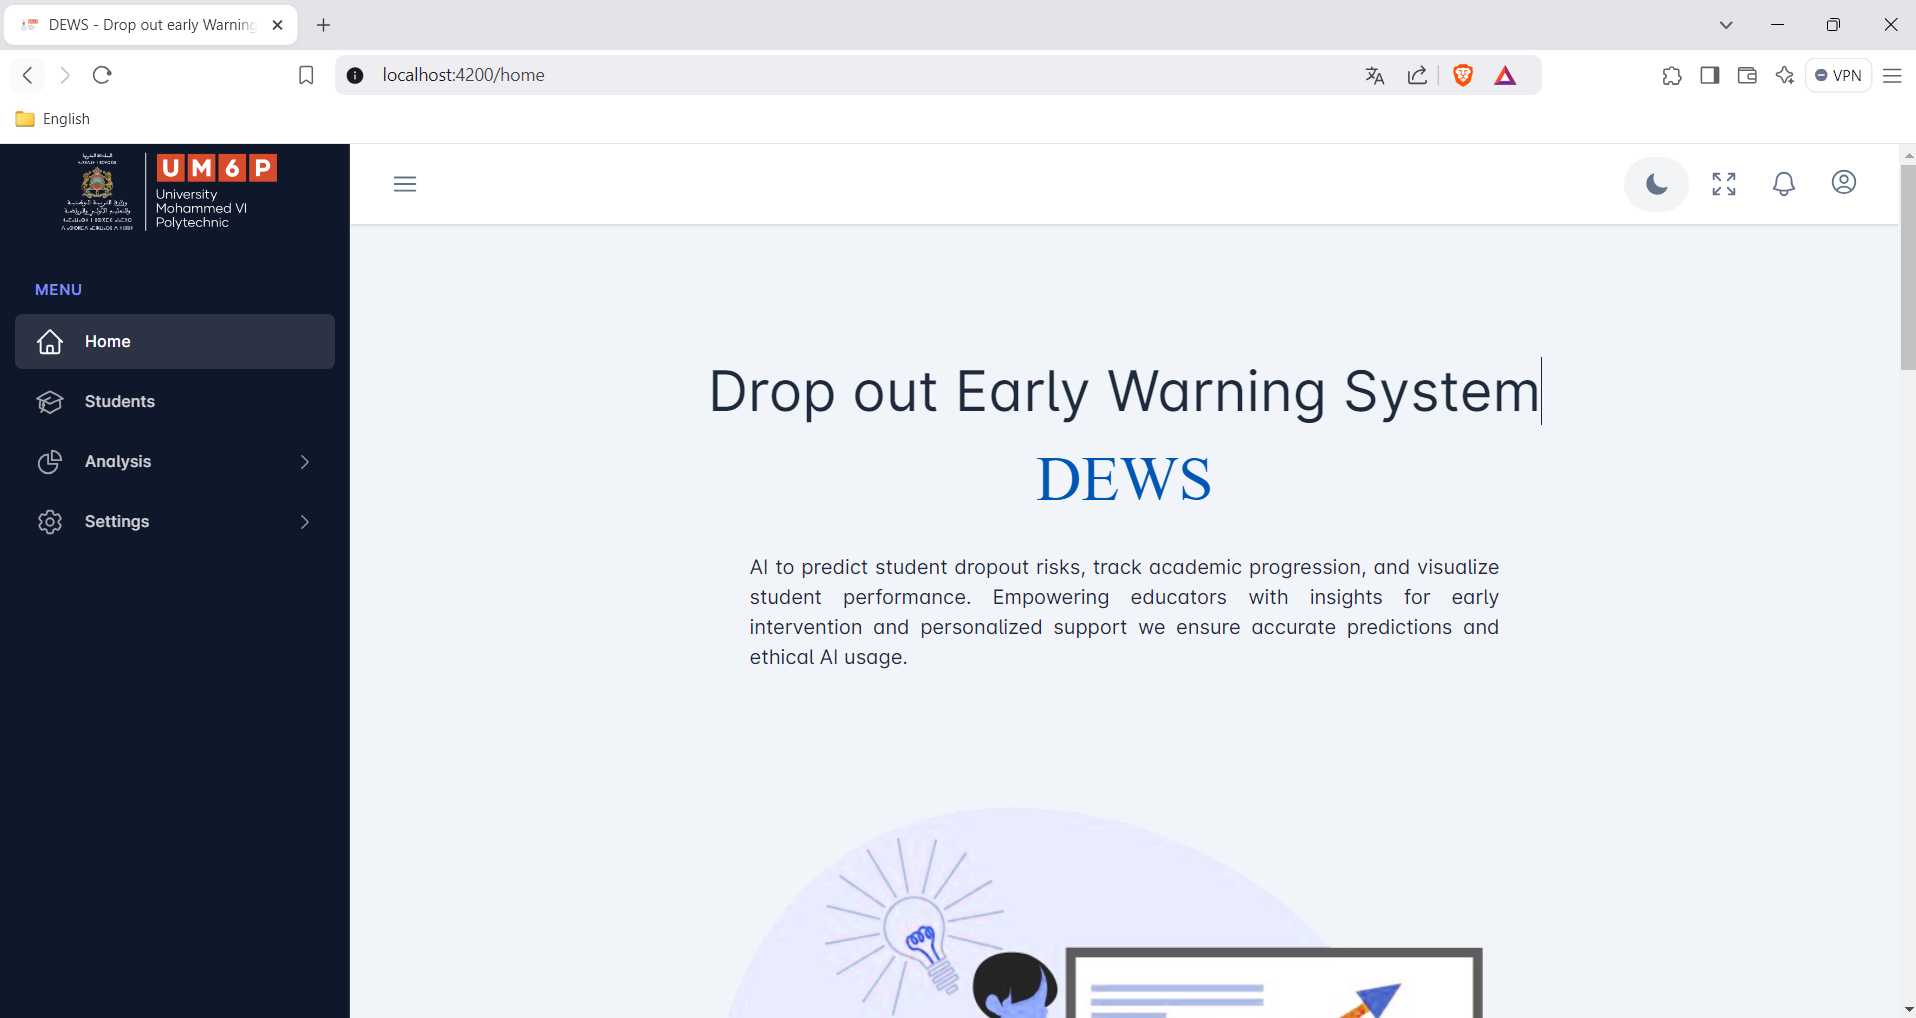 DEWS - Drop out early Warning
localhost:4200/home
VPN
English
UM6P
University
Mohammed VI
Polytechnic
MENU
Home
Students
Analysis
Settings
Drop out Early Warning System
DEWS
AI to predict student dropout risks, track academic progression, and visualize
student performance. Empowering educators with insights for early
intervention and personalized support we ensure accurate predictions and
ethical AI usage.